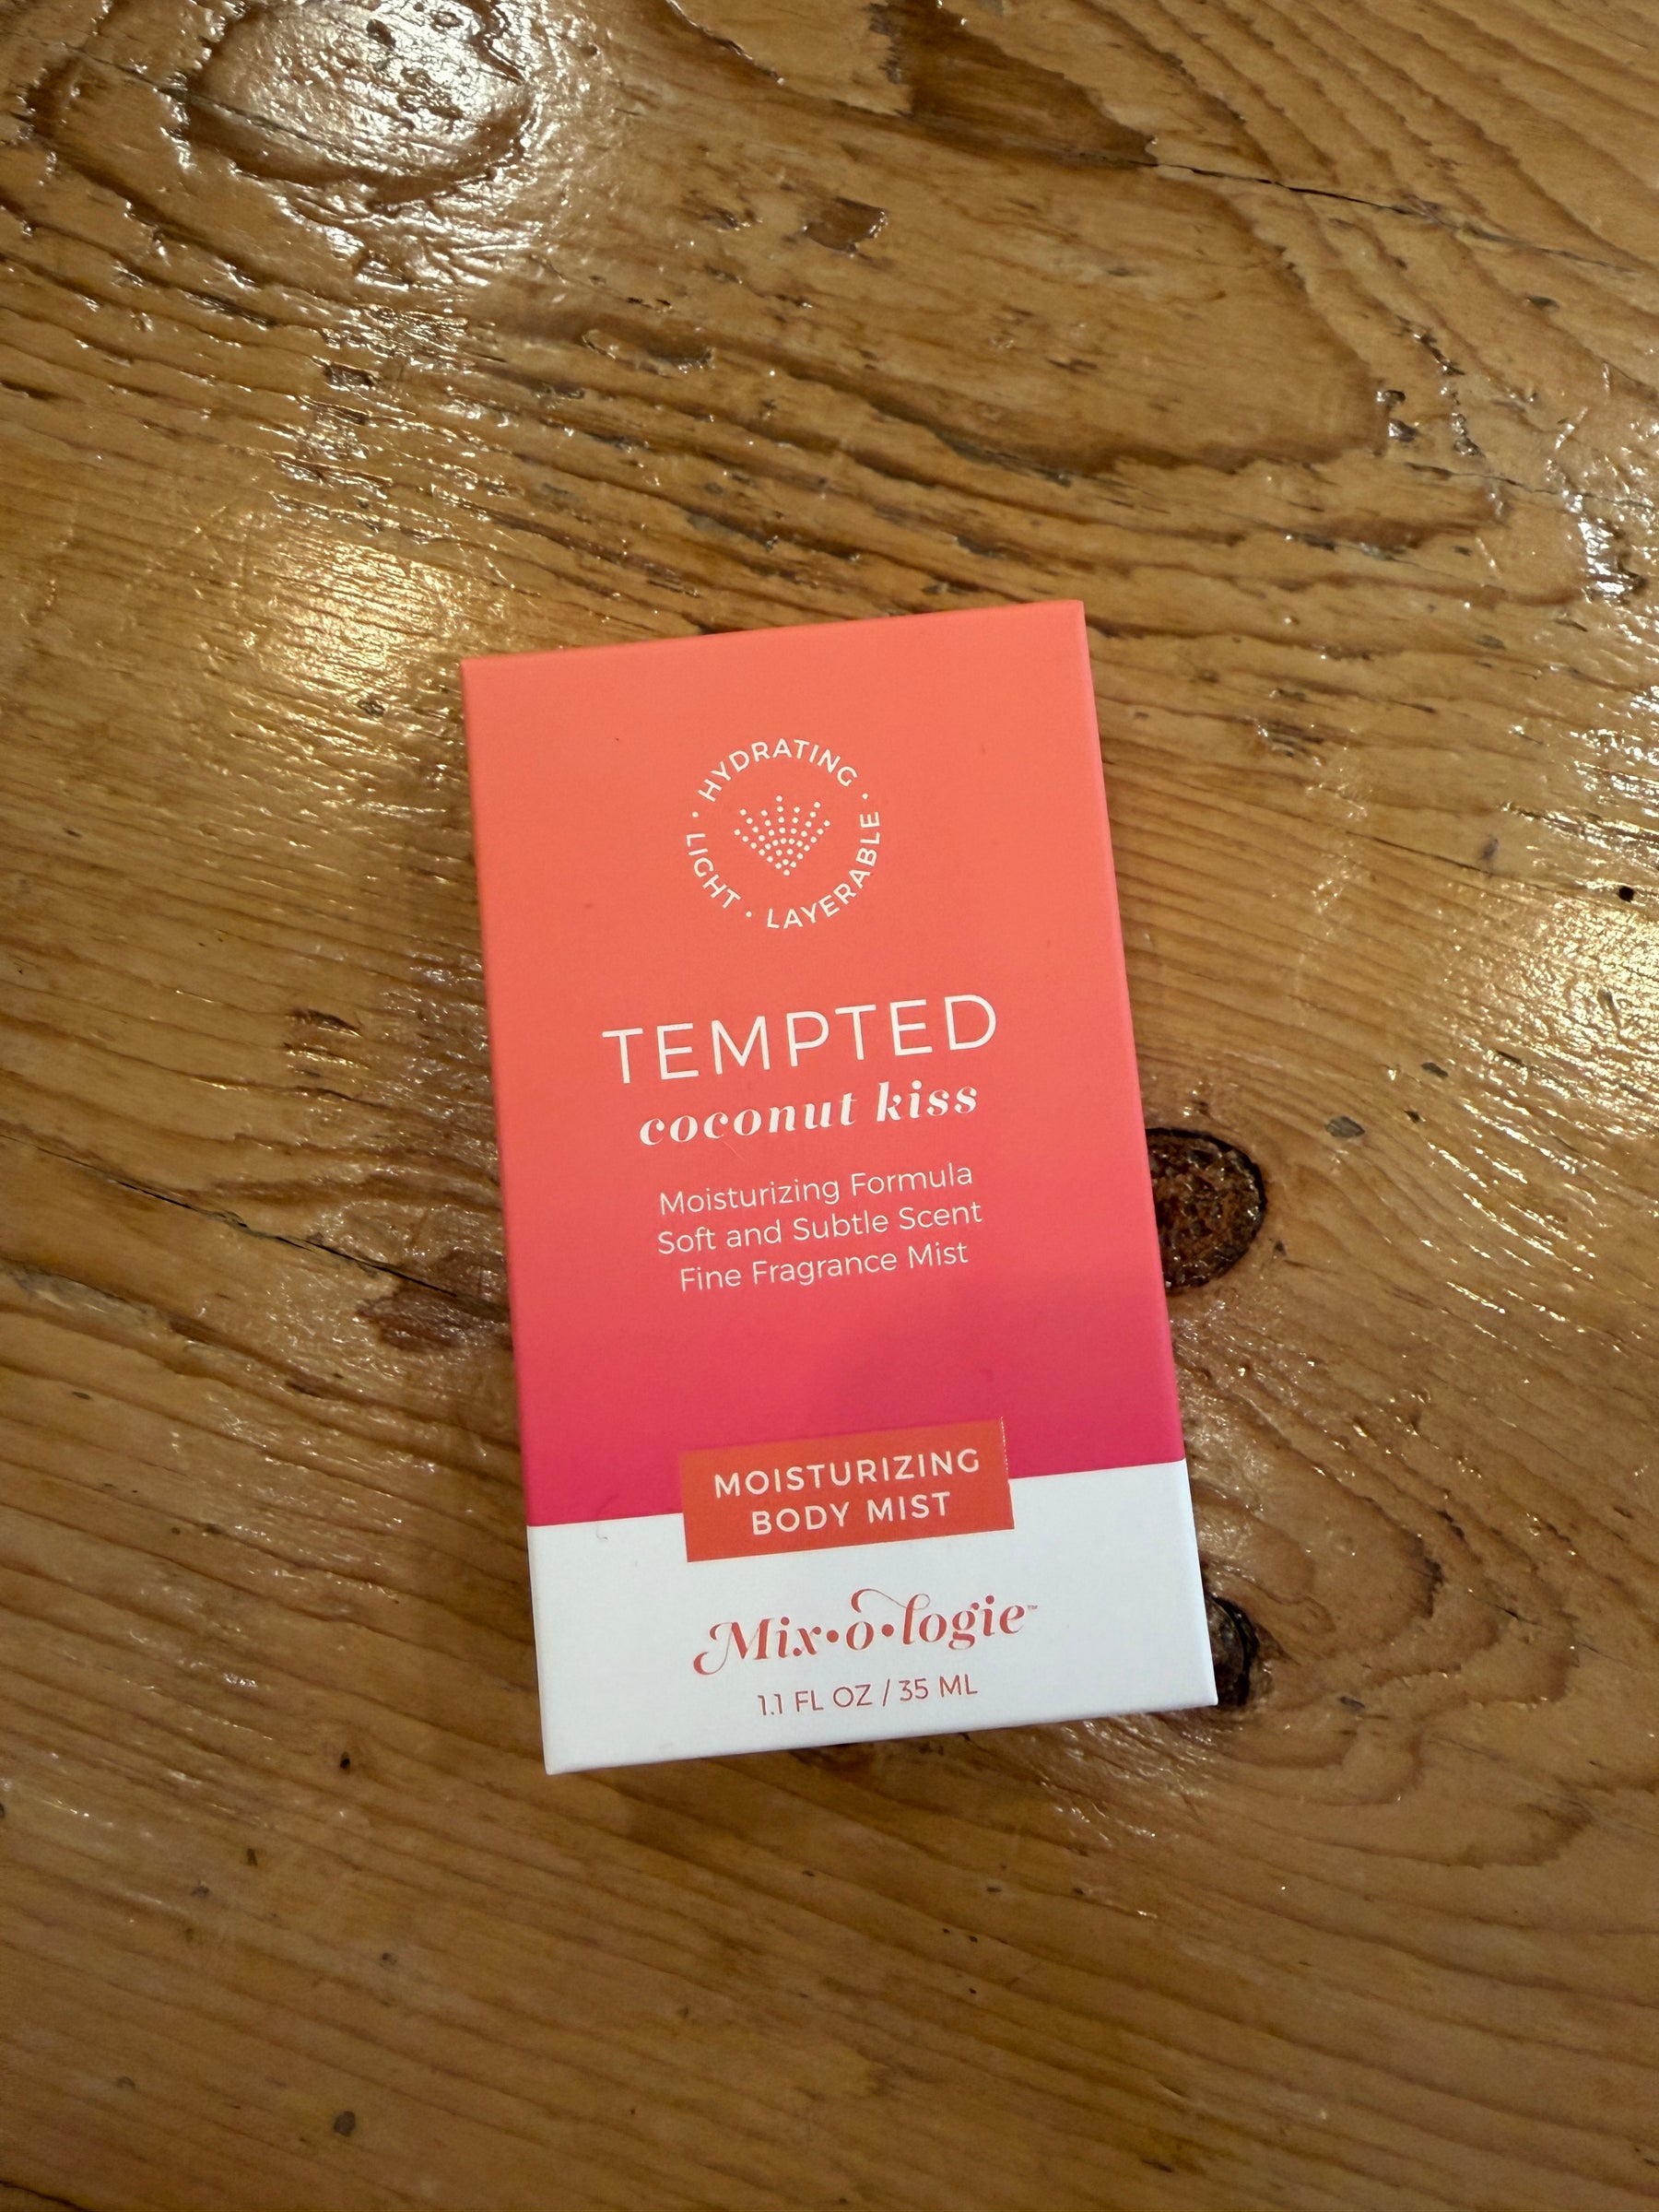 HYDRATING • LAYERABLE • LIGHT •
TEMPTED
coconut kiss
Moisturizing Formula
Soft and Subtle Scent
Fine Fragrance Mist
MOISTURIZING
BODY MIST
Mix•o•logie™
1.1 FL OZ / 35 ML